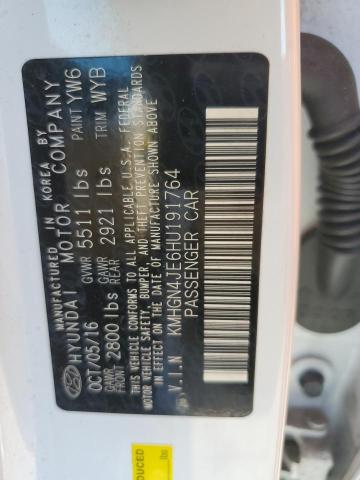 MANUFACTURED IN KOREA BY
HYUNDAI MOTOR COMPANY
OCT/05/16 GVWR 5511 lbs PAINT YW6
GAWR FRONT 2800 lbs GAWR REAR 2921 lbs TRIM WYB
THIS VEHICLE CONFORMS TO ALL APPLICABLE U.S.A. FEDERAL
MOTOR VEHICLE SAFETY, BUMPER, AND THEFT PREVENTION STANDARDS
IN EFFECT ON THE DATE OF MANUFACTURE SHOWN ABOVE
V.I.N KMHGN4JE6HU191764
PASSENGER CAR
DUCED
lbs